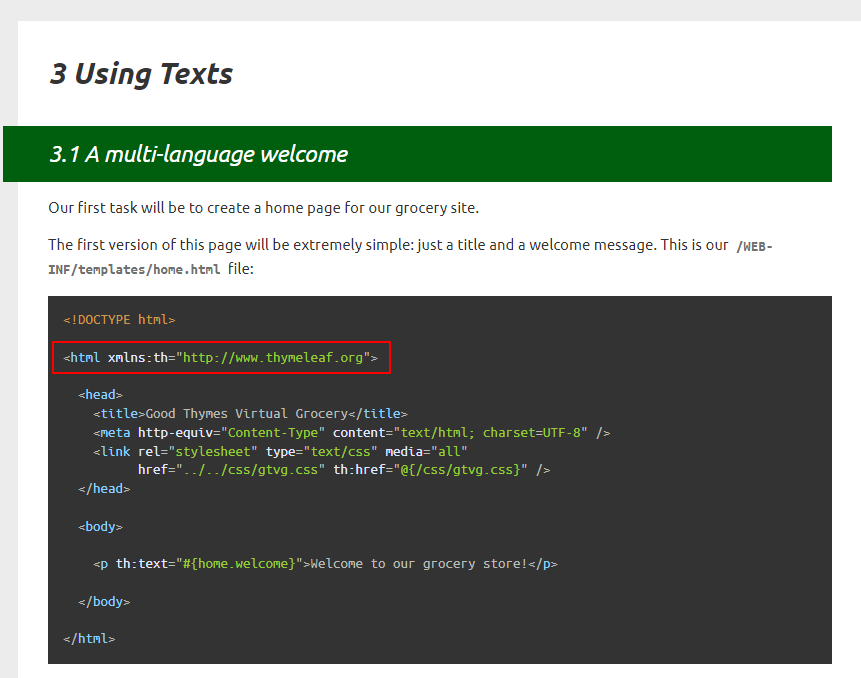 3 Using Texts
3.1 A multi-language welcome
Our first task will be to create a home page for our grocery site.
The first version of this page will be extremely simple: just a title and a welcome message. This is our /WEB-
INF/templates/home.html file:
<!DOCTYPE html>
<html xmlns:th="http://www.thymeleaf.org">
<head>
<title>Good Thymes Virtual Grocery</title>
<meta http-equiv="Content-Type" content="text/html; charset=UTF-8" />
<link rel="stylesheet" type="text/css" media="all"
href="../../css/gtvg.css" th:href="@{/css/gtvg.css}" />
</head>
<body>
<p th:text="#{home.welcome}">Welcome to our grocery store!</p>
</body>
</html>